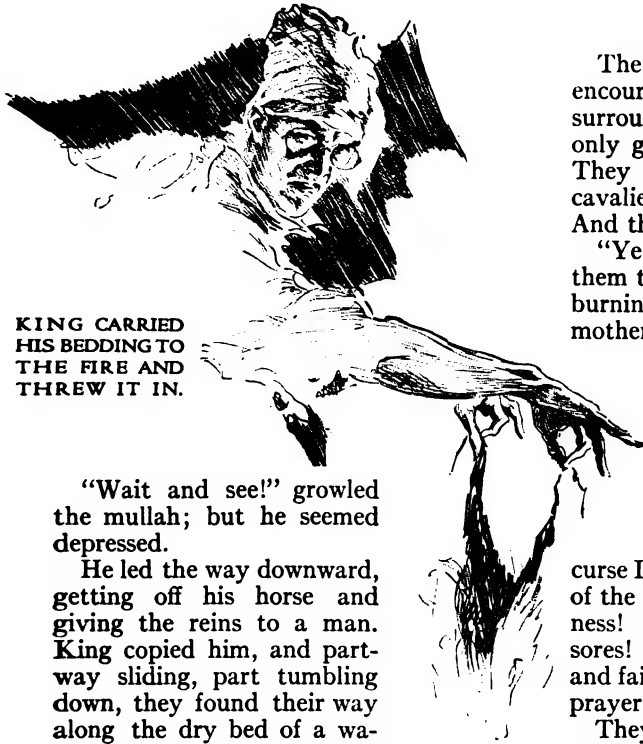 KING CARRIED
HIS BEDDING TO
THE FIRE AND
THREW IT IN.
"Wait and see!" growled
the mullah; but he seemed
depressed.
He led the way downward,
getting off his horse and
giving the reins to a man.
King copied him, and part-
way sliding, part tumbling
down, they found their way
along the dry bed of a wa-
The
encour
surrou
only g
They
cavalie
And th
"Ye
them t
burnin
mother
curse I
of the
ness!
sores!
and fai
prayer
They